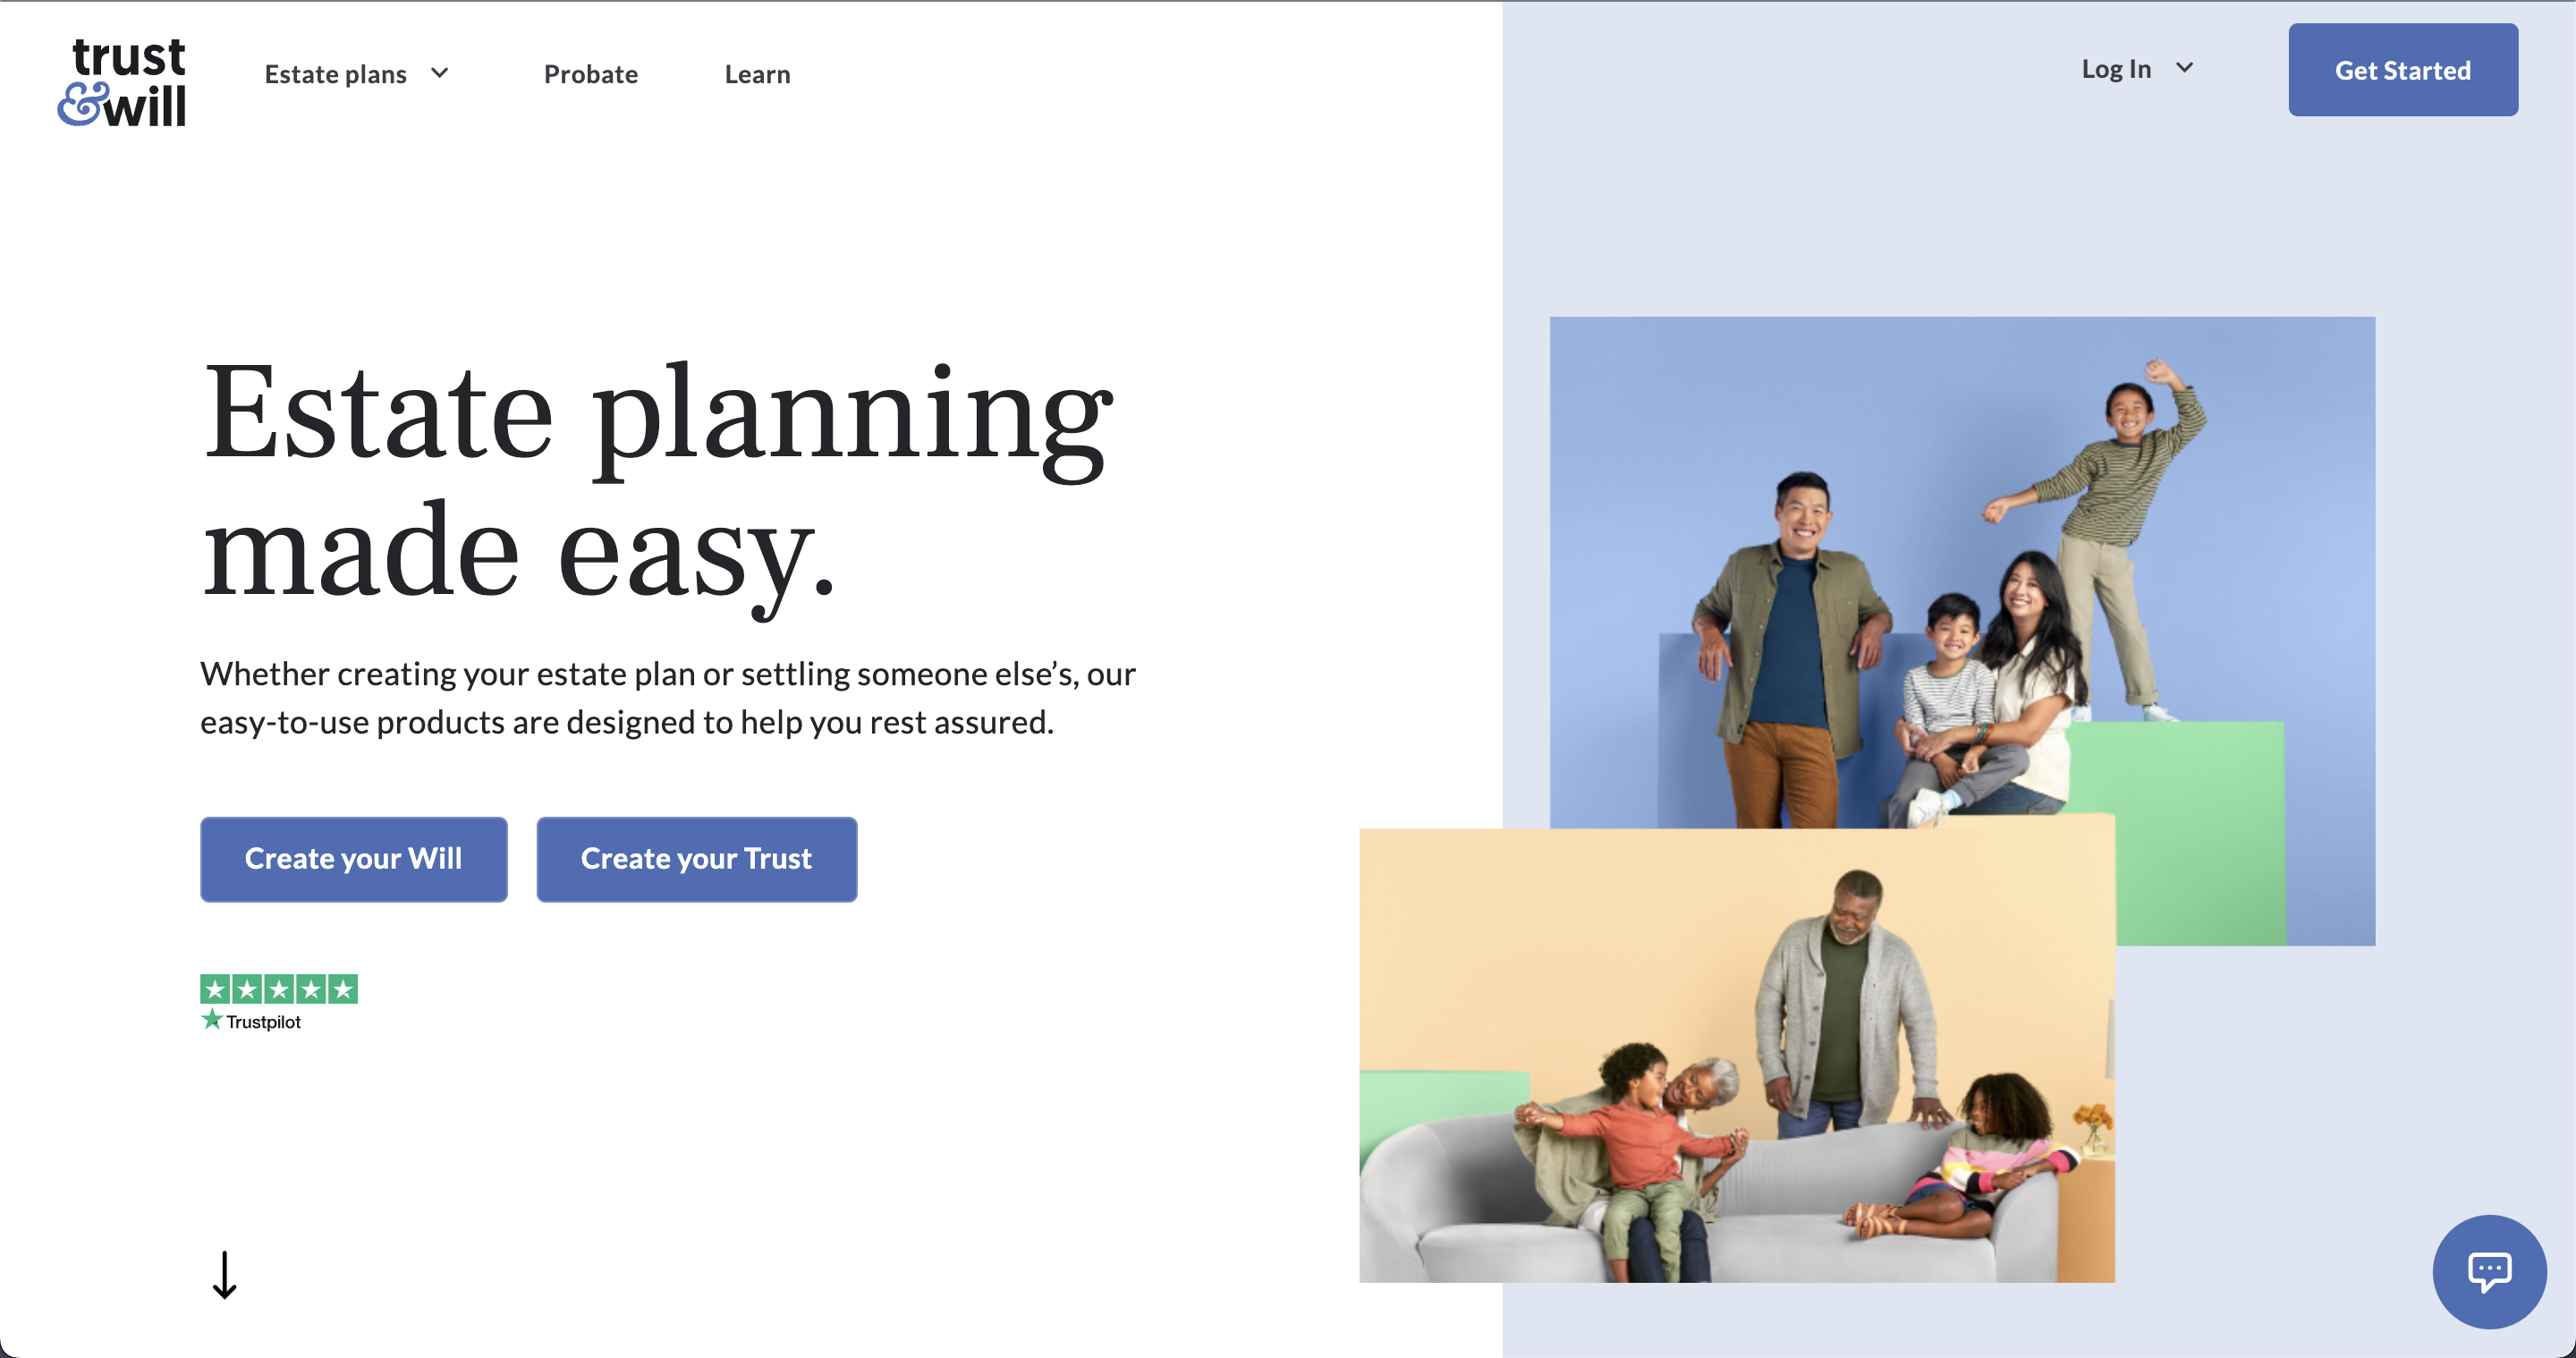 trust
&will
Estate plans
Probate
Learn
Log In
Get Started
Estate planning
made easy.
Whether creating your estate plan or settling someone else’s, our
easy-to-use products are designed to help you rest assured.
Create your Will
Create your Trust
Trustpilot